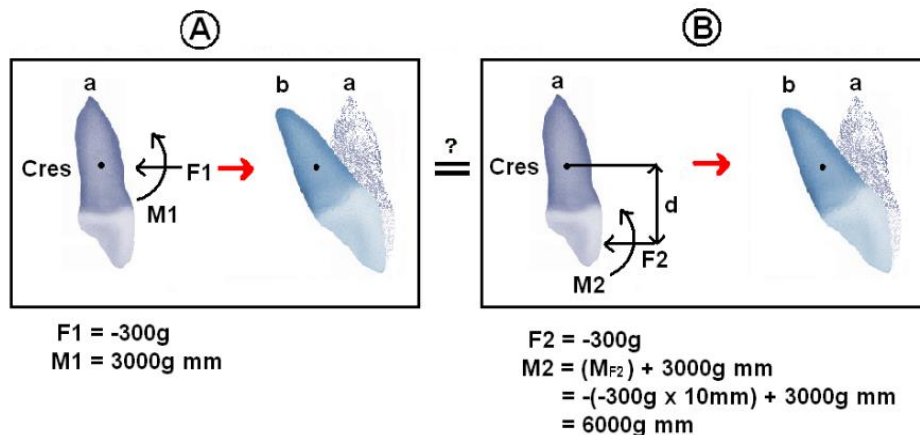 A
B
a
b
a
Cres
F1
M1
?
=
a
b
a
Cres
d
F2
M2
F1 = -300g
M1 = 3000g mm
F2 = -300g
M2 = (MF2) + 3000g mm
= -(-300g x 10mm) + 3000g mm
= 6000g mm